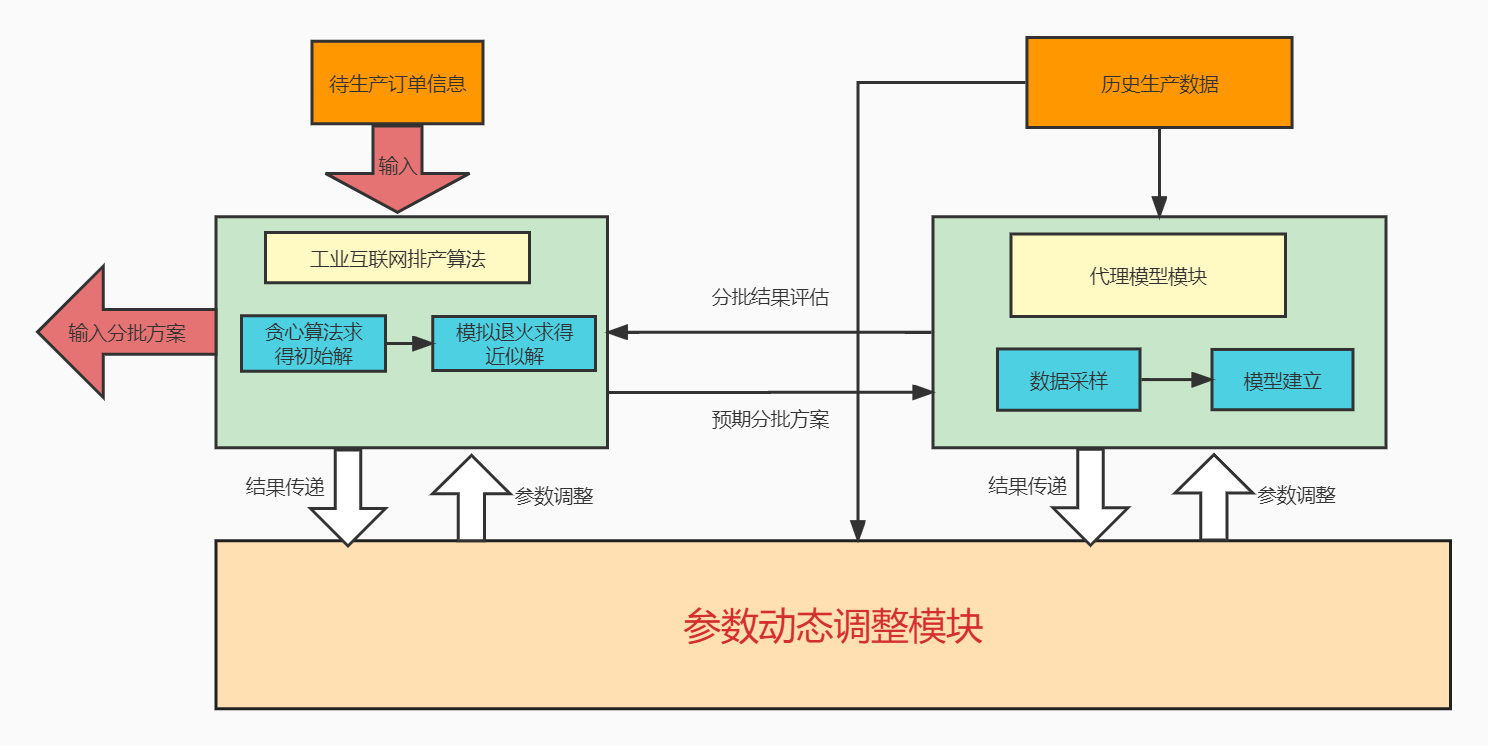 待生产订单信息
历史生产数据
输入
工业互联网排产算法
代理模型模块
分批结果评估
输入分批方案
贪心算法求
得初始解
模拟退火求得
近似解
数据采样
模型建立
预期分批方案
结果传递
参数调整
结果传递
参数调整
参数动态调整模块